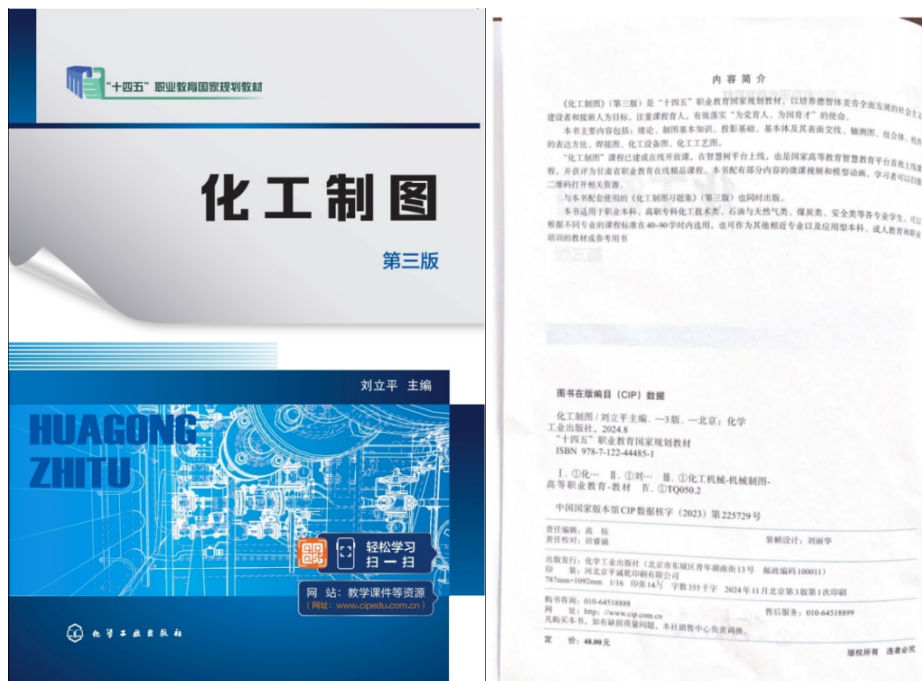 “十四五”职业教育国家规划教材
化工制图
第三版
刘立平 主编
HUAGONG
ZHITU
轻松学习
扫一扫
网 站：教学课件等资源
（网址：www.cipedu.com.cn）
化学工业出版社
内容简介
《化工制图》（第三版）是“十四五”职业教育国家规划教材，以培养德智体美劳全面发展的社会主义
建设者和接班人为目标，注重课程育人，有效落实“为党育人、为国育才”的使命。
本书主要内容包括：绪论、制图基本知识、投影基础、基本体及其表面交线、轴测图、组合体、机件
的表达方法、焊接图、化工设备图、化工工艺图。
“化工制图”课程已建成在线开放课，在智慧树平台上线，也是国家高等教育智慧教育平台首批上线课
程，并获评为甘肃省职业教育在线精品课程。本书配有部分内容的微课视频和模型动画，学习者可以扫描
二维码打开相关资源。
与本书配套使用的《化工制图习题集》（第三版）也同时出版。
本书适用于职业本科、高职专科化工技术类、石油与天然气类、煤炭类、安全类等各专业学生，可以
根据不同专业的课程标准在40~90学时内选用，也可作为其他相近专业以及应用型本科、成人教育和职业
培训的教材或参考用书
图书在版编目（CIP）数据
化工制图/刘立平主编. —3版. —北京：化学
工业出版社，2024.8
“十四五”职业教育国家规划教材
ISBN 978-7-122-44485-1
Ⅰ.①化… Ⅱ.①刘… Ⅲ.①化工机械-机械制图-
高等职业教育-教材 Ⅳ.①TQ050.2
中国国家版本馆CIP数据核字（2023）第225729号
责任编辑：高 钰
责任校对：田睿涵
装帧设计：刘丽华
出版发行：化学工业出版社（北京市东城区青年湖南街13号 邮政编码100011）
印 装：河北京平诚乾印刷有限公司
787mm×1092mm 1/16 印张14½ 字数355千字 2024年11月北京第3版第1次印刷
购书咨询：010-64518888
售后服务：010-64518899
网 址：http://www.cip.com.cn
凡购买本书，如有缺损质量问题，本社销售中心负责调换。
定 价：48.00元
版权所有 违者必究